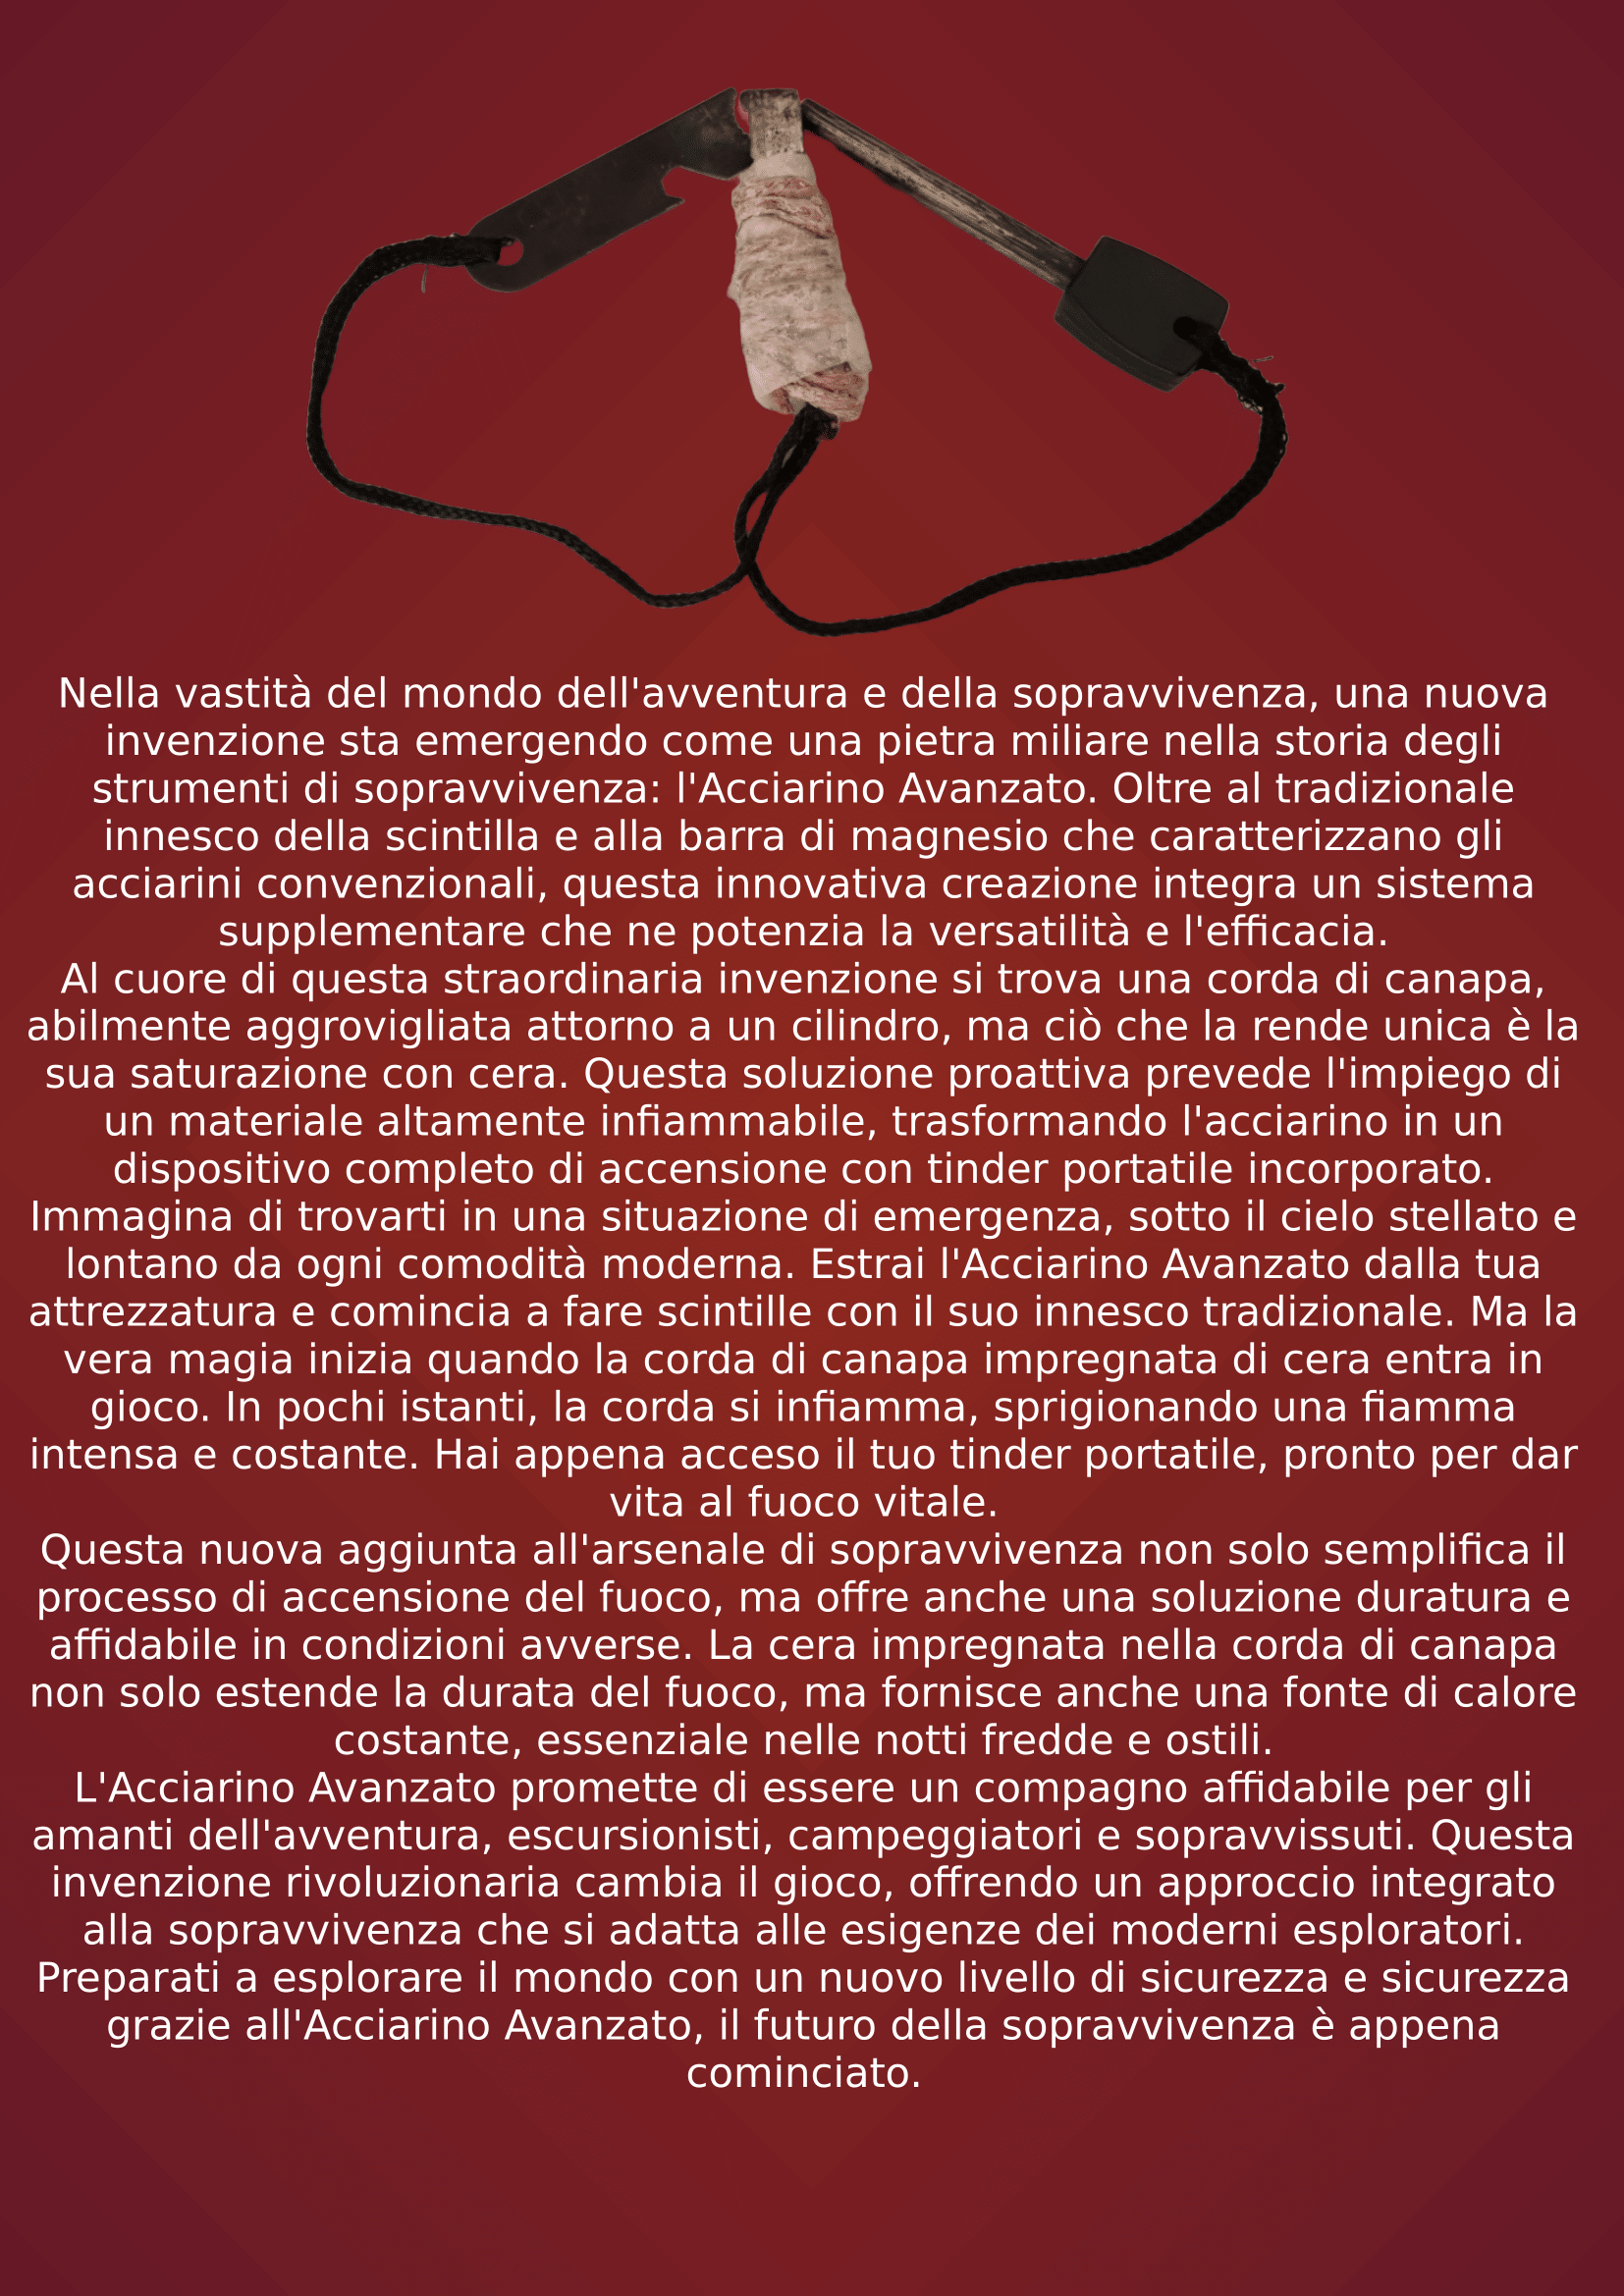 Nella vastità del mondo dell'avventura e della sopravvivenza, una nuova
invenzione sta emergendo come una pietra miliare nella storia degli
strumenti di sopravvivenza: l'Acciarino Avanzato. Oltre al tradizionale
innesco della scintilla e alla barra di magnesio che caratterizzano gli
acciarini convenzionali, questa innovativa creazione integra un sistema
supplementare che ne potenzia la versatilità e l'efficacia.
Al cuore di questa straordinaria invenzione si trova una corda di canapa,
abilmente aggrovigliata attorno a un cilindro, ma ciò che la rende unica è la
sua saturazione con cera. Questa soluzione proattiva prevede l'impiego di
un materiale altamente infiammabile, trasformando l'acciarino in un
dispositivo completo di accensione con tinder portatile incorporato.
Immagina di trovarti in una situazione di emergenza, sotto il cielo stellato e
lontano da ogni comodità moderna. Estrai l'Acciarino Avanzato dalla tua
attrezzatura e comincia a fare scintille con il suo innesco tradizionale. Ma la
vera magia inizia quando la corda di canapa impregnata di cera entra in
gioco. In pochi istanti, la corda si infiamma, sprigionando una fiamma
intensa e costante. Hai appena acceso il tuo tinder portatile, pronto per dar
vita al fuoco vitale.
Questa nuova aggiunta all'arsenale di sopravvivenza non solo semplifica il
processo di accensione del fuoco, ma offre anche una soluzione duratura e
affidabile in condizioni avverse. La cera impregnata nella corda di canapa
non solo estende la durata del fuoco, ma fornisce anche una fonte di calore
costante, essenziale nelle notti fredde e ostili.
L'Acciarino Avanzato promette di essere un compagno affidabile per gli
amanti dell'avventura, escursionisti, campeggiatori e sopravvissuti. Questa
invenzione rivoluzionaria cambia il gioco, offrendo un approccio integrato
alla sopravvivenza che si adatta alle esigenze dei moderni esploratori.
Preparati a esplorare il mondo con un nuovo livello di sicurezza e sicurezza
grazie all'Acciarino Avanzato, il futuro della sopravvivenza è appena
cominciato.